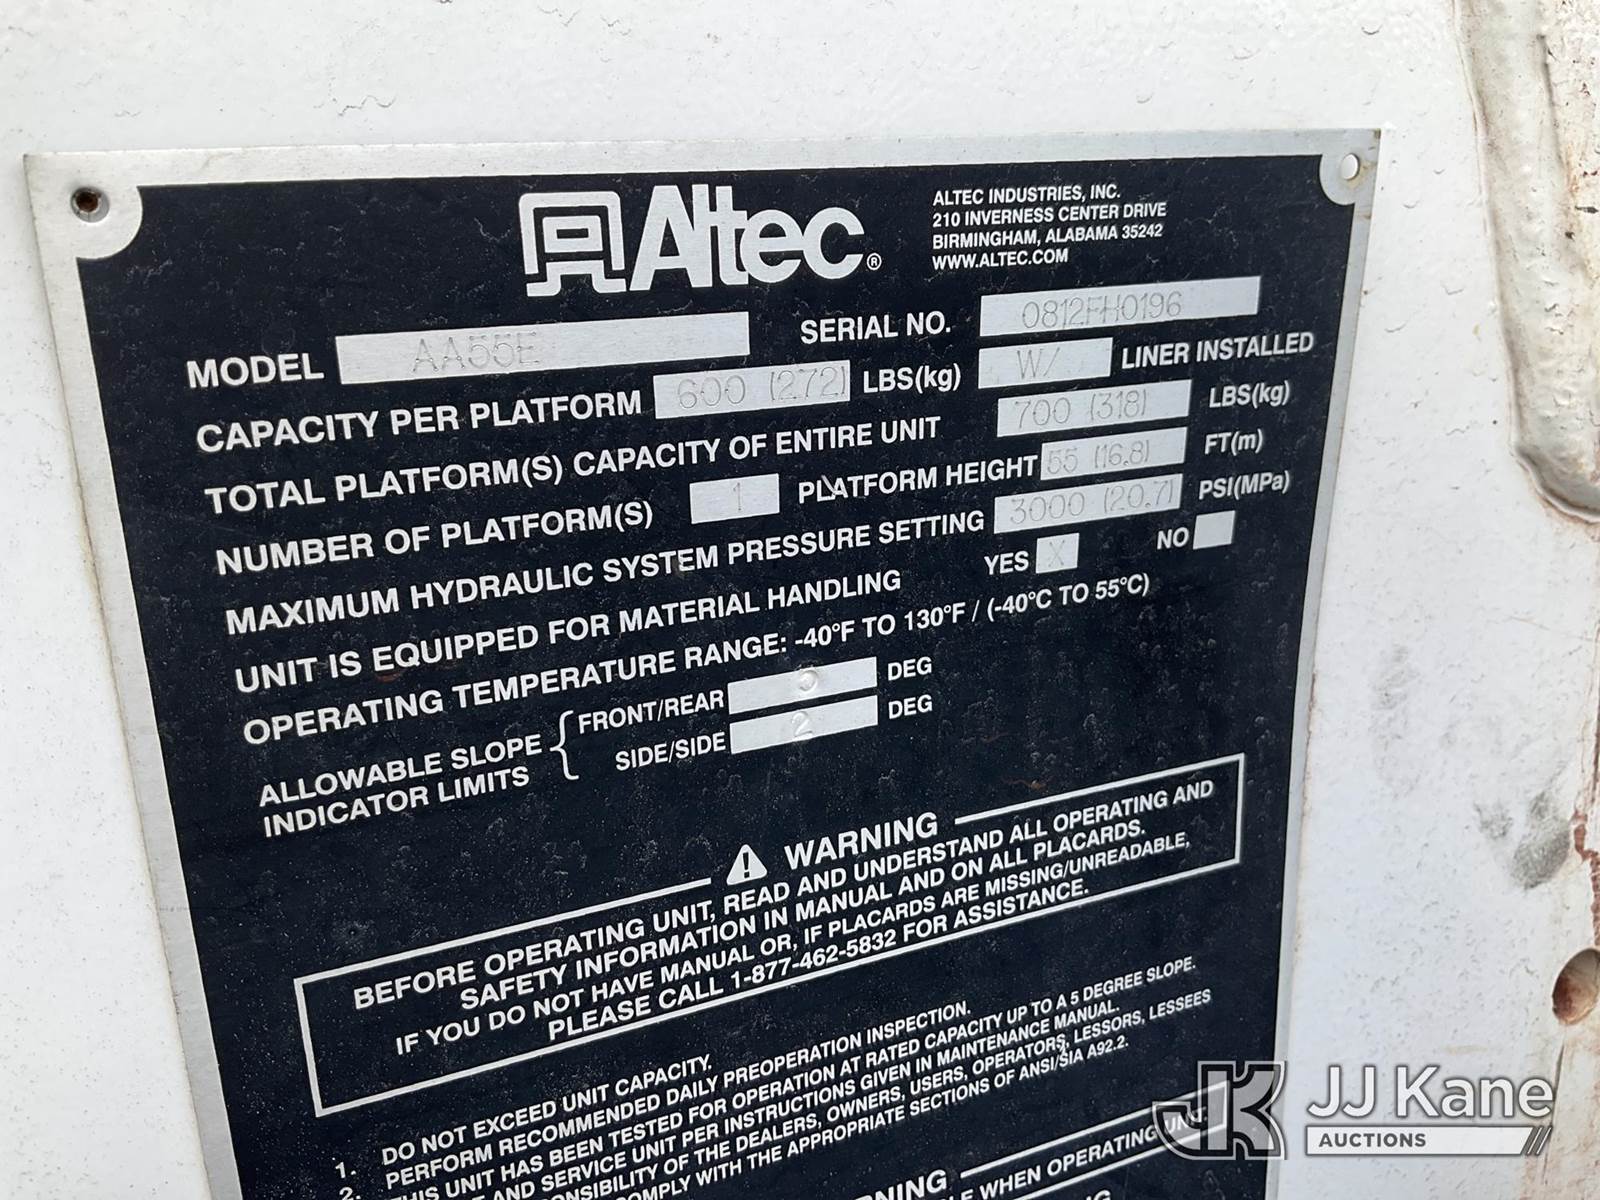 Altec®
ALTEC INDUSTRIES, INC.
210 INVERNESS CENTER DRIVE
BIRMINGHAM, ALABAMA 35242
WWW.ALTEC.COM
MODEL AA55E SERIAL NO. 0812FH0196
CAPACITY PER PLATFORM 600 (272) LBS(kg) W/ LINER INSTALLED
TOTAL PLATFORM(S) CAPACITY OF ENTIRE UNIT 700 (318) LBS(kg)
NUMBER OF PLATFORM(S) 1 PLATFORM HEIGHT 55 (16.8) FT(m)
MAXIMUM HYDRAULIC SYSTEM PRESSURE SETTING 3000 (20.7) PSI(MPa)
UNIT IS EQUIPPED FOR MATERIAL HANDLING YES X NO
OPERATING TEMPERATURE RANGE: -40°F TO 130°F / (-40°C TO 55°C)
ALLOWABLE SLOPE { FRONT/REAR DEG
INDICATOR LIMITS SIDE/SIDE 2 DEG
WARNING
BEFORE OPERATING UNIT, READ AND UNDERSTAND ALL OPERATING AND
SAFETY INFORMATION IN MANUAL AND ON ALL PLACARDS.
IF YOU DO NOT HAVE MANUAL OR, IF PLACARDS ARE MISSING/UNREADABLE,
PLEASE CALL 1-877-462-5832 FOR ASSISTANCE.
1. DO NOT EXCEED UNIT CAPACITY.
2. PERFORM RECOMMENDED DAILY PREOPERATION INSPECTION.
THIS UNIT HAS BEEN TESTED FOR OPERATION AT RATED CAPACITY UP TO A 5 DEGREE SLOPE.
AND SERVICE UNIT PER INSTRUCTIONS GIVEN IN MAINTENANCE MANUAL.
OF THE DEALERS, OWNERS, USERS, OPERATORS, LESSORS, LESSEES
COMPLY WITH THE APPROPRIATE SECTIONS OF ANSI/SIA A92.2.
WHEN OPERATING UNIT.
JK JJ Kane
AUCTIONS